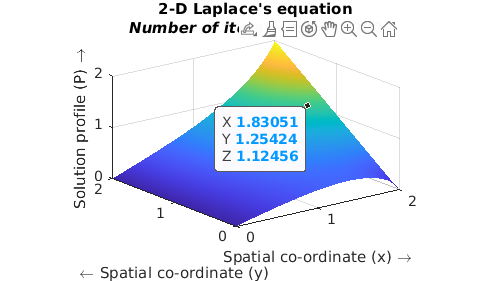 2-D Laplace's equation
Number of ite
Solution profile (P) →
2
1
0
2
1
0
0
1
2
X 1.83051
Y 1.25424
Z 1.12456
Spatial co-ordinate (x) →
← Spatial co-ordinate (y)